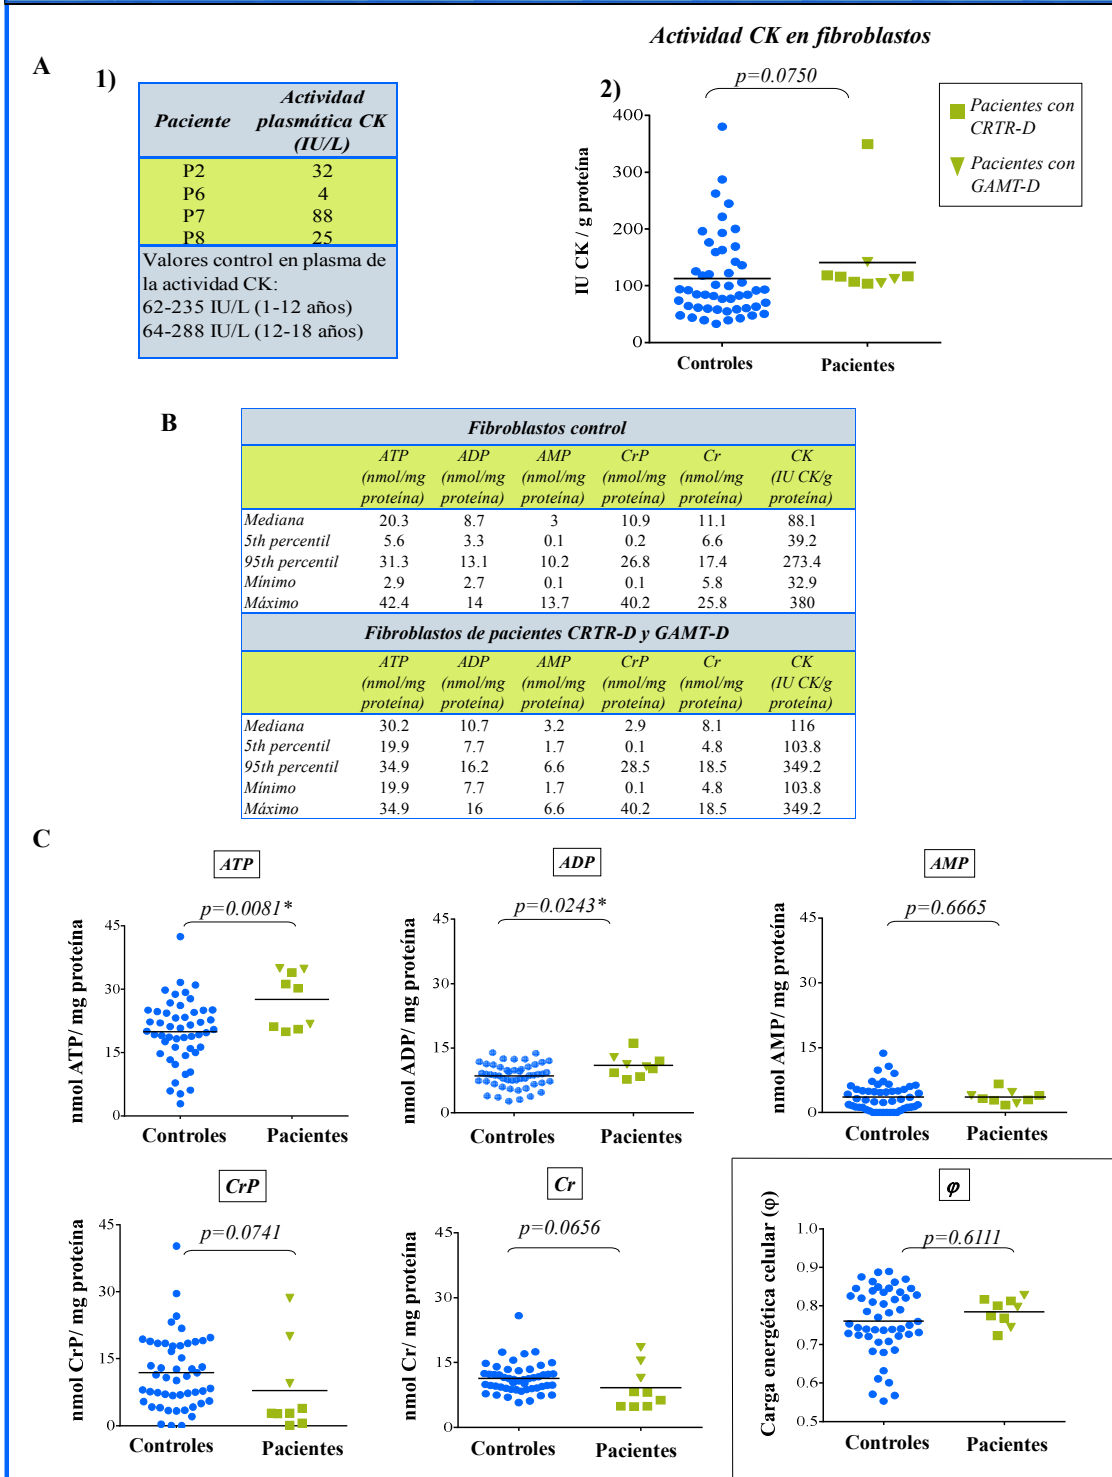 Actividad CK en fibroblastos
A
1)
Paciente
Actividad
plasmática CK
(IU/L)
P2 32
P6 4
P7 88
P8 25
Valores control en plasma de
la actividad CK:
62-235 IU/L (1-12 años)
64-288 IU/L (12-18 años)
2)
p=0.0750
IU CK / g proteína
400
300
200
100
0
Controles Pacientes
Pacientes con
CRTR-D
Pacientes con
GAMT-D
B
Fibroblastos control
ATP ADP AMP CrP Cr CK
(nmol/mg (nmol/mg (nmol/mg (nmol/mg (nmol/mg (IU CK/g
proteína) proteína) proteína) proteína) proteína) proteína)
Mediana 20.3 8.7 3 10.9 11.1 88.1
5th percentil 5.6 3.3 0.1 0.2 6.6 39.2
95th percentil 31.3 13.1 10.2 26.8 17.4 273.4
Mínimo 2.9 2.7 0.1 0.1 5.8 32.9
Máximo 42.4 14 13.7 40.2 25.8 380
Fibroblastos de pacientes CRTR-D y GAMT-D
ATP ADP AMP CrP Cr CK
(nmol/mg (nmol/mg (nmol/mg (nmol/mg (nmol/mg (IU CK/g
proteína) proteína) proteína) proteína) proteína) proteína)
Mediana 30.2 10.7 3.2 2.9 8.1 116
5th percentil 19.9 7.7 1.7 0.1 4.8 103.8
95th percentil 34.9 16.2 6.6 28.5 18.5 349.2
Mínimo 19.9 7.7 1.7 0.1 4.8 103.8
Máximo 34.9 16 6.6 40.2 18.5 349.2
C
ATP
p=0.0081*
nmol ATP/ mg proteína
45
30
15
0
Controles Pacientes
ADP
p=0.0243*
nmol ADP/ mg proteína
45
30
15
0
Controles Pacientes
AMP
p=0.6665
nmol AMP/ mg proteína
45
30
15
0
Controles Pacientes
CrP
p=0.0741
nmol CrP/ mg proteína
45
30
15
0
Controles Pacientes
Cr
p=0.0656
nmol Cr/ mg proteína
45
30
15
0
Controles Pacientes
φ
p=0.6111
Carga energética celular (φ)
1.0
0.9
0.8
0.7
0.6
0.5
Controles Pacientes